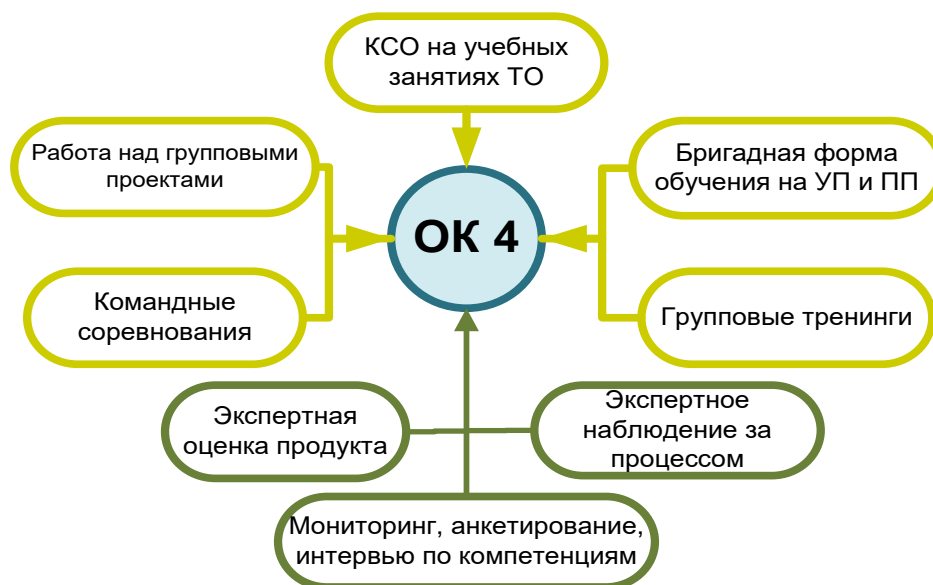 КСО на учебных
занятиях ТО
Работа над групповыми
проектами
Бригадная форма
обучения на УП и ПП
ОК 4
Командные
соревнования
Групповые тренинги
Экспертная
оценка продукта
Экспертное
наблюдение за
процессом
Мониторинг, анкетирование,
интервью по компетенциям